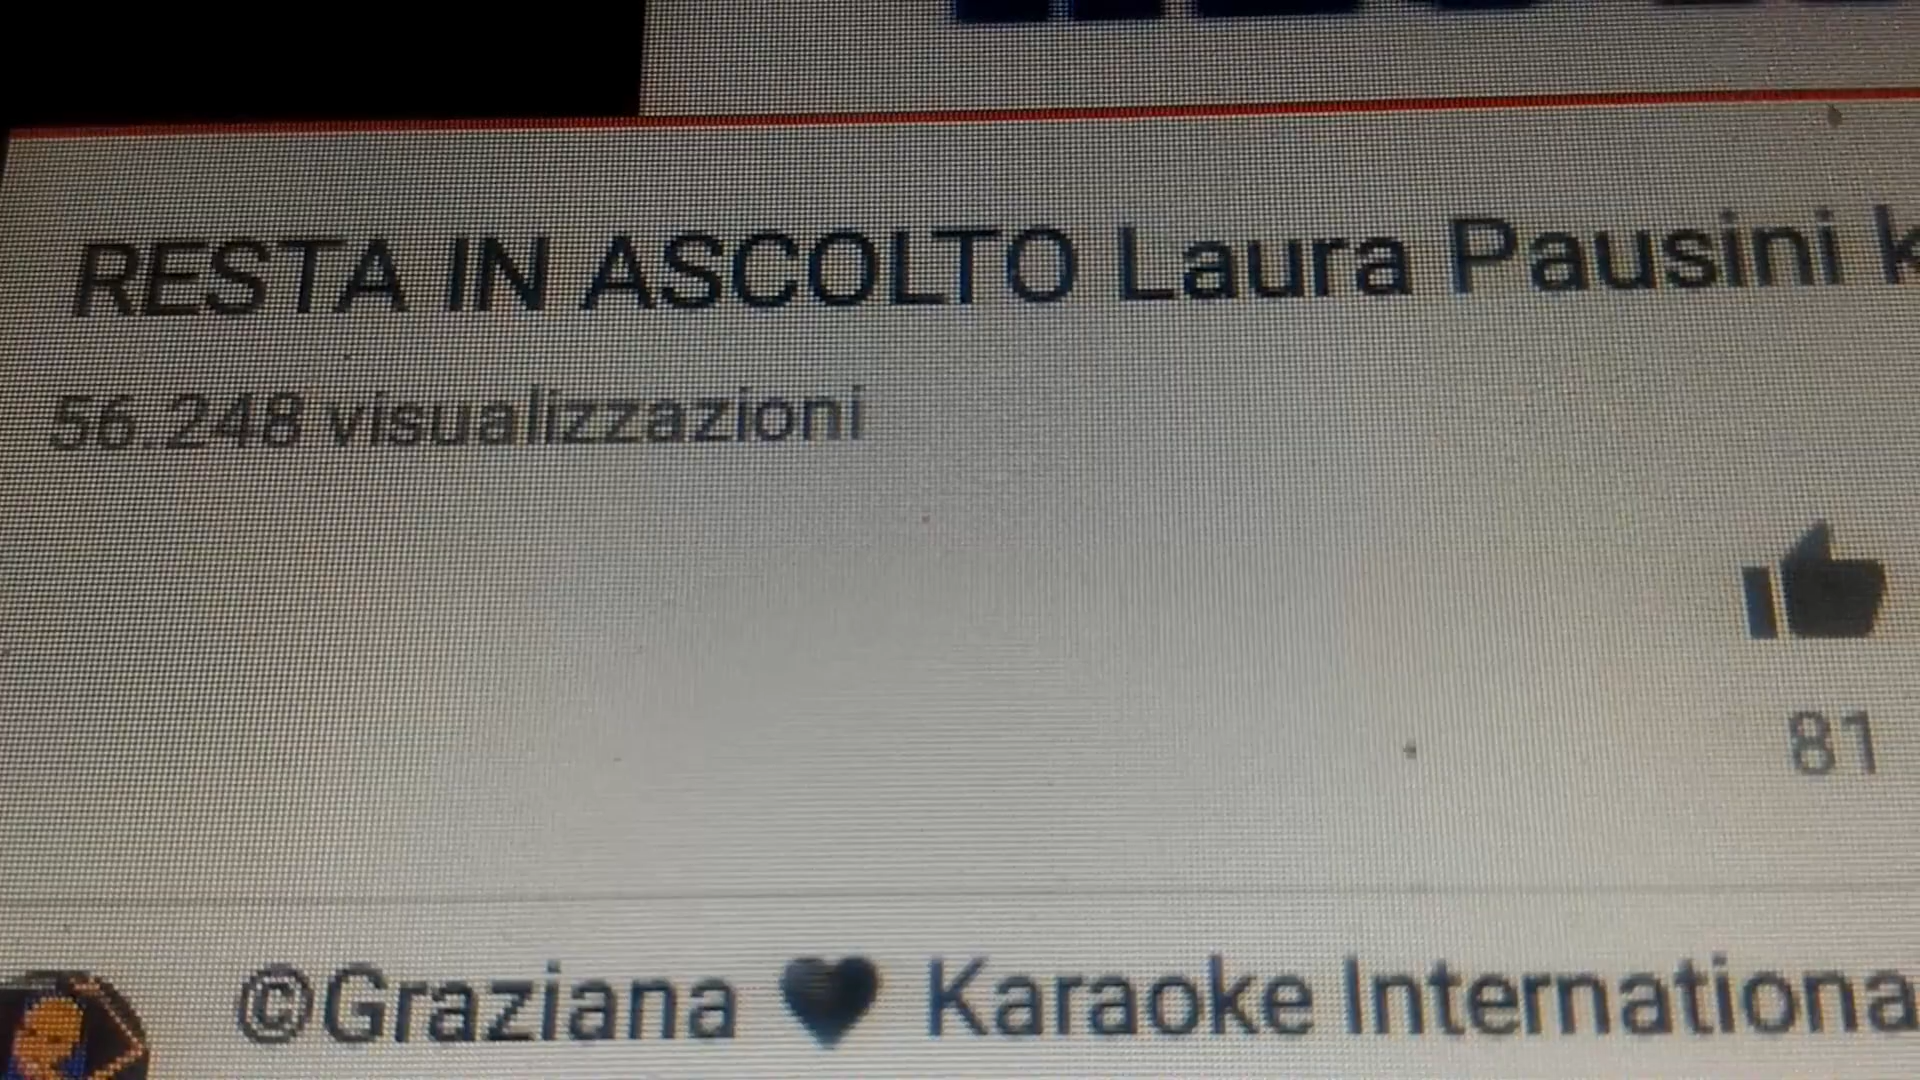 RESTA IN ASCOLTO Laura Pausini k
56.248 visualizzazioni
81
©Graziana ♥ Karaoke Internationa